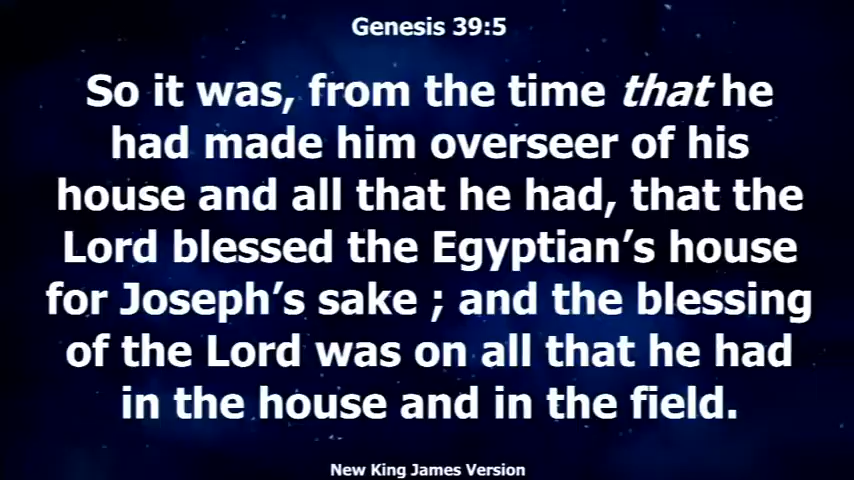 Genesis 39:5
So it was, from the time that he
had made him overseer of his
house and all that he had, that the
Lord blessed the Egyptian’s house
for Joseph’s sake ; and the blessing
of the Lord was on all that he had
in the house and in the field.
New King James Version